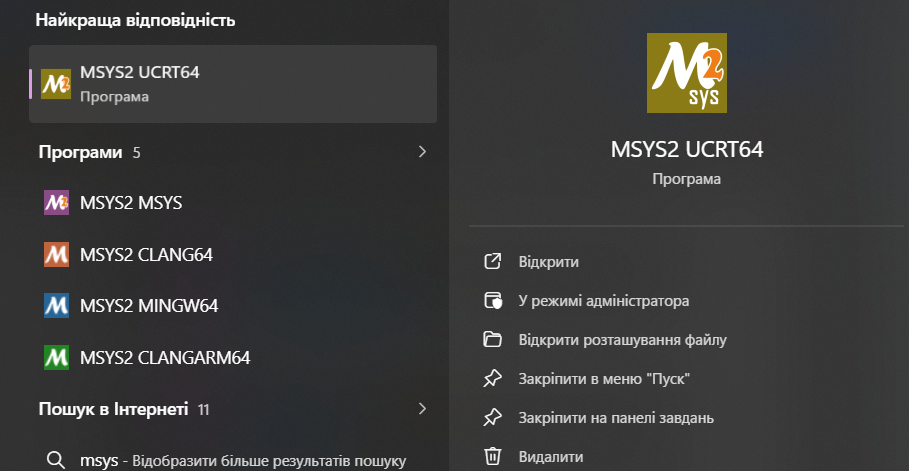 Найкраща відповідність
MSYS2 UCRT64
Програма
Програми 5
MSYS2 MSYS
MSYS2 CLANG64
MSYS2 MINGW64
MSYS2 CLANGARM64
Пошук в Інтернеті 11
msys - Відобразити більше результатів пошуку
M2
sys
MSYS2 UCRT64
Програма
Відкрити
У режимі адміністратора
Відкрити розташування файлу
Закріпити в меню "Пуск"
Закріпити на панелі завдань
Видалити